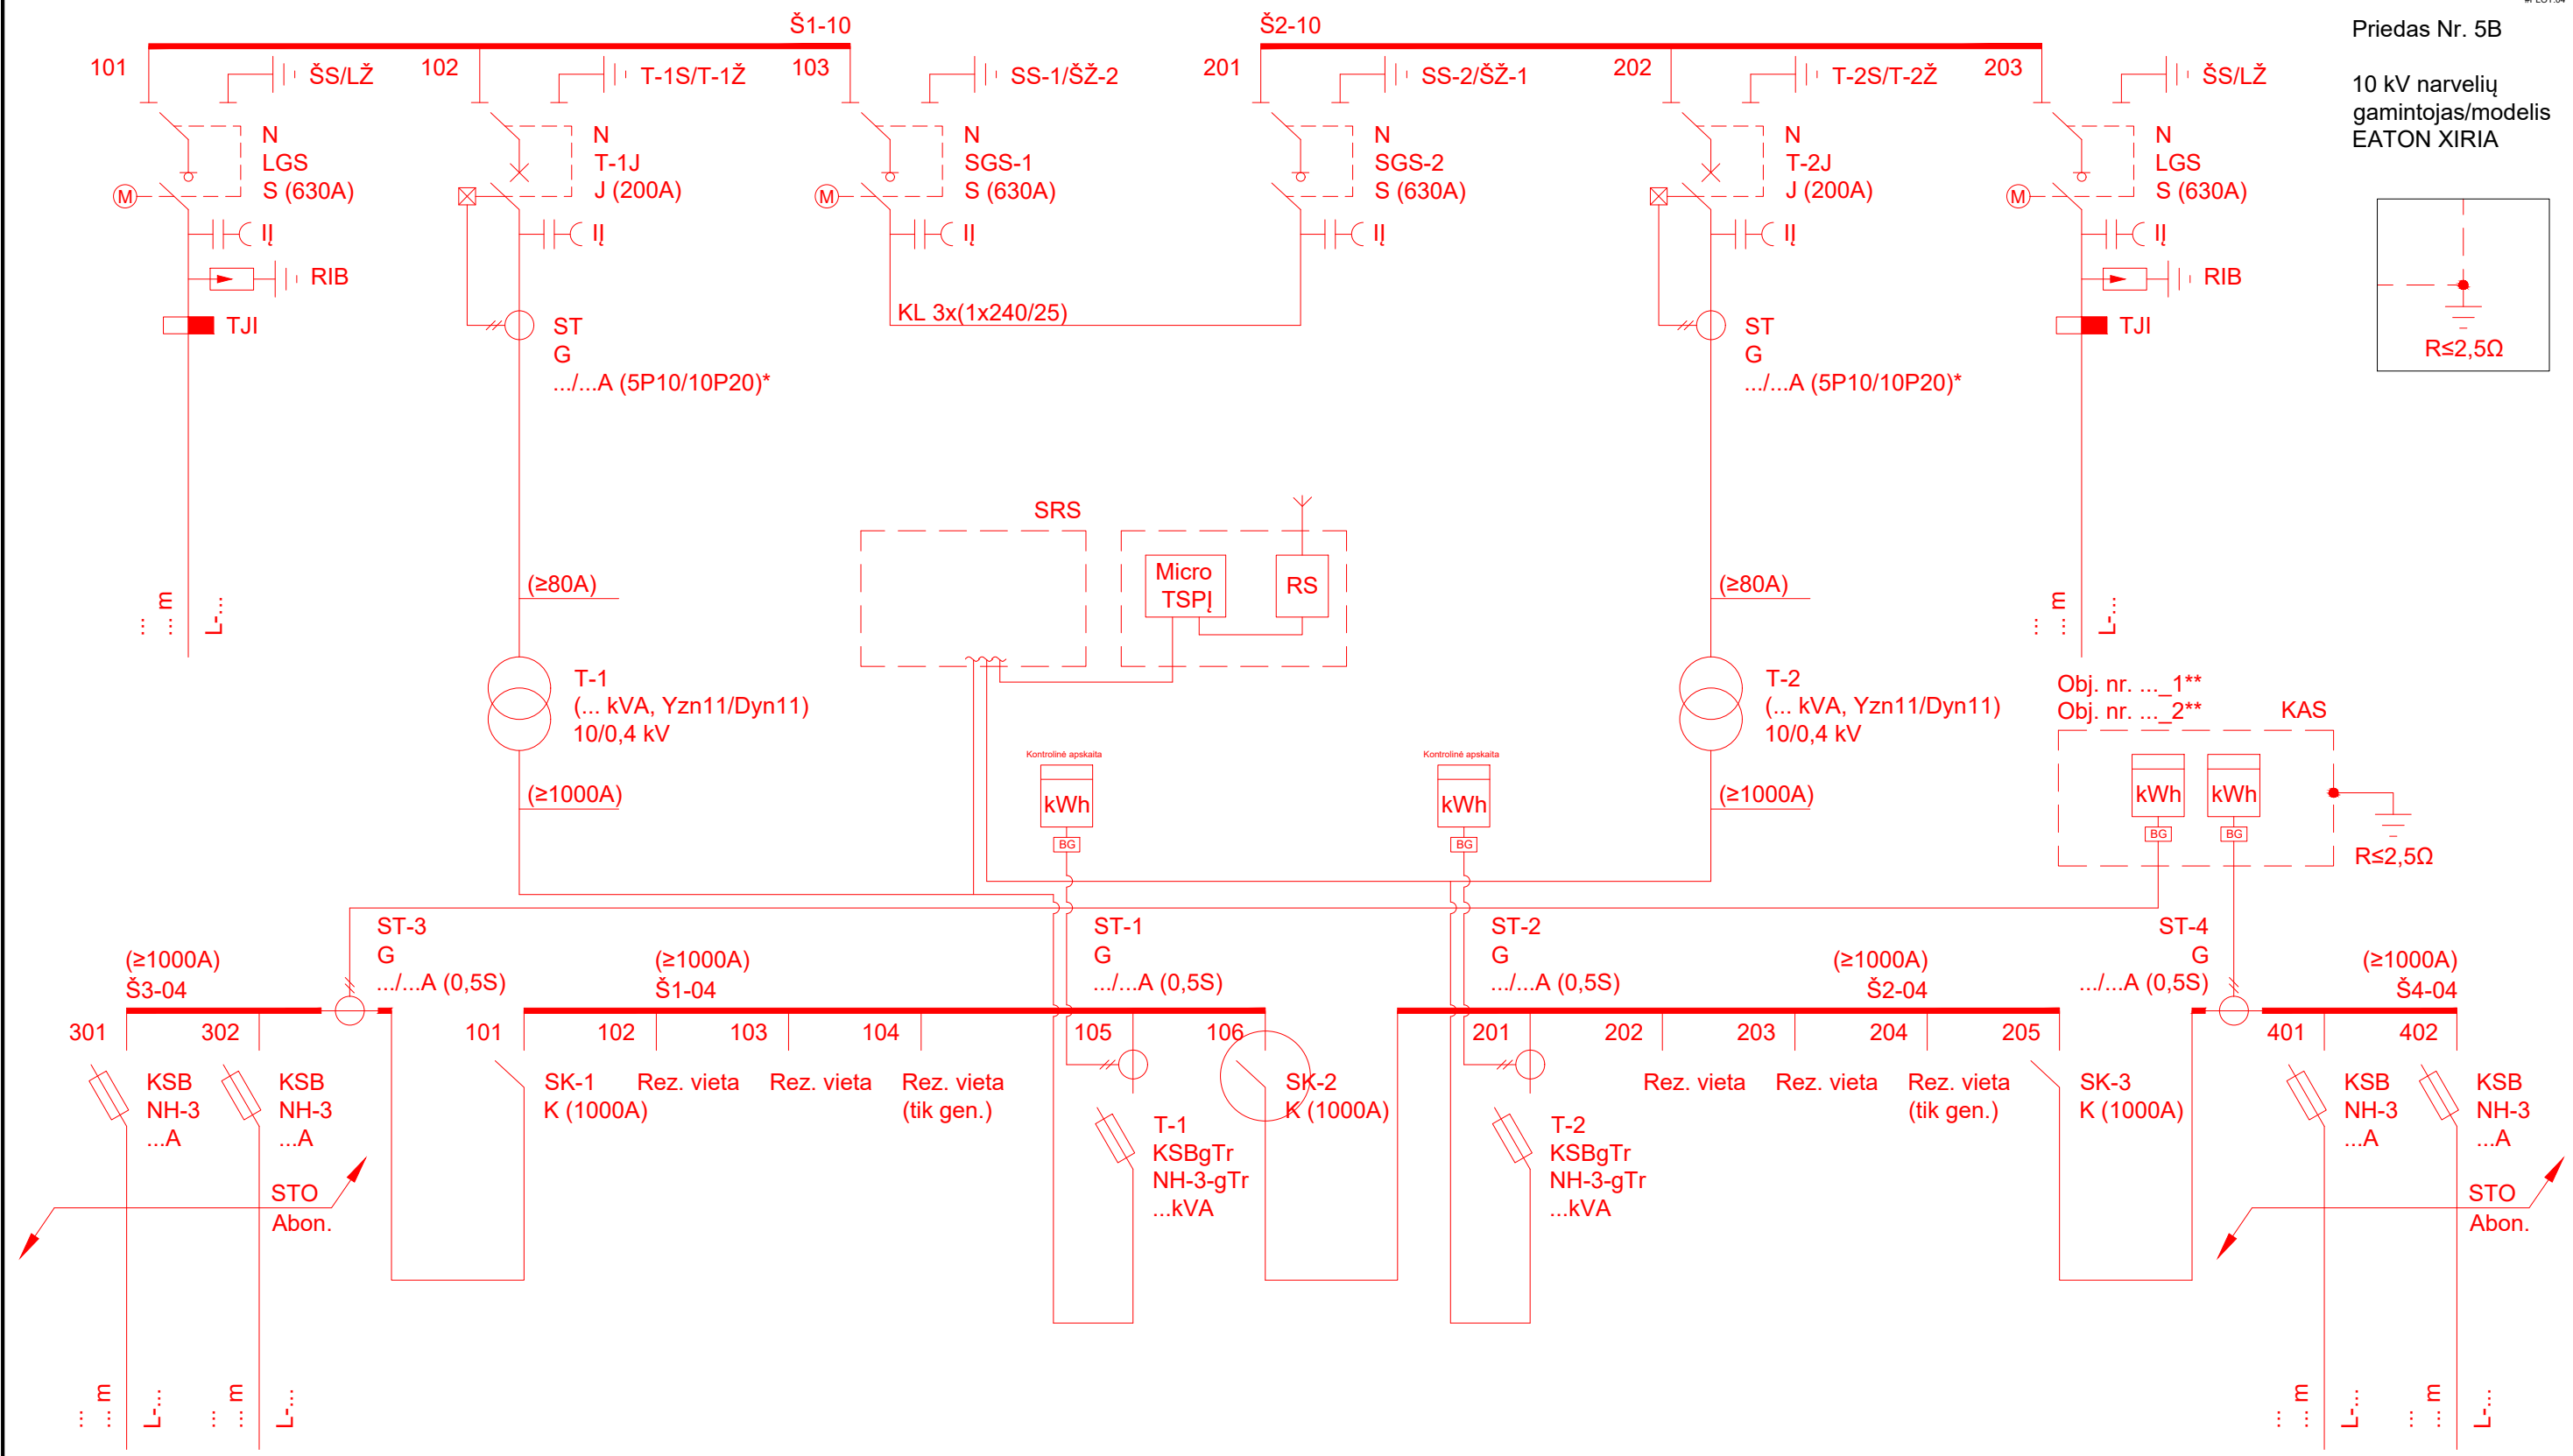 Priedas Nr. 5B
10 kV narvelių
gamintojas/modelis
EATON XIRIA
R≤2,5Ω
Š1-10
101
ŠS/LŽ
N
LGS
S (630A)
M
IĮ
RIB
TJI
... m
...
L-...
102
T-1S/T-1Ž
N
T-1J
J (200A)
IĮ
ST
G
.../...A (5P10/10P20)*
(≥80A)
T-1
(... kVA, Yzn11/Dyn11)
10/0,4 kV
(≥1000A)
103
SS-1/ŠŽ-2
N
SGS-1
S (630A)
M
IĮ
KL 3x(1x240/25)
Š2-10
201
SS-2/ŠŽ-1
N
SGS-2
S (630A)
IĮ
202
T-2S/T-2Ž
N
T-2J
J (200A)
IĮ
ST
G
.../...A (5P10/10P20)*
(≥80A)
T-2
(... kVA, Yzn11/Dyn11)
10/0,4 kV
(≥1000A)
203
ŠS/LŽ
N
LGS
S (630A)
M
IĮ
RIB
TJI
... m
...
L-...
SRS
Micro
TSPĮ
RS
Kontrolinė apskaita
kWh
BG
Kontrolinė apskaita
kWh
BG
Obj. nr. ..._1**
Obj. nr. ..._2**
KAS
kWh
kWh
BG
BG
R≤2,5Ω
(≥1000A)
Š3-04
ST-3
G
.../...A (0,5S)
301
KSB
NH-3
...A
302
KSB
NH-3
...A
STO
Abon.
... m
...
L-...
... m
...
L-...
(≥1000A)
Š1-04
101
SK-1
K (1000A)
102
Rez. vieta
103
Rez. vieta
104
Rez. vieta
(tik gen.)
ST-1
G
.../...A (0,5S)
105
T-1
KSBgTr
NH-3-gTr
...kVA
106
SK-2
K (1000A)
ST-2
G
.../...A (0,5S)
201
T-2
KSBgTr
NH-3-gTr
...kVA
(≥1000A)
Š2-04
202
Rez. vieta
203
Rez. vieta
204
Rez. vieta
(tik gen.)
205
SK-3
K (1000A)
ST-4
G
.../...A (0,5S)
(≥1000A)
Š4-04
401
KSB
NH-3
...A
402
KSB
NH-3
...A
STO
Abon.
... m
...
L-...
... m
...
L-...